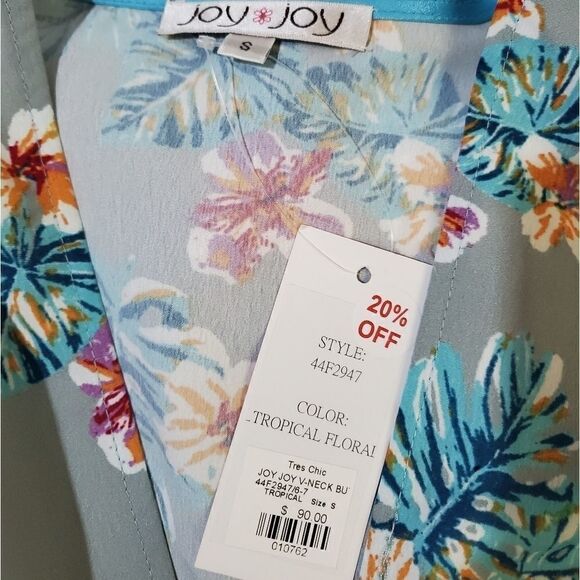 JOY JOY
S
20%
OFF
STYLE:
44F2947
COLOR:
TROPICAL FLORAL
Tres Chic
JOY JOY V-NECK BU
44F2947/6-7
TROPICAL Size S
$ 90.00
010762